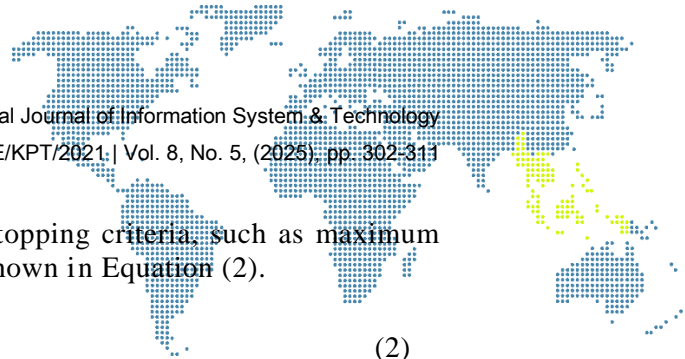 al Journal of Information System & Technology
E/KPT/2021 | Vol. 8, No. 5, (2025), pp. 302-311
topping criteria, such as maximum
hown in Equation (2).
(2)